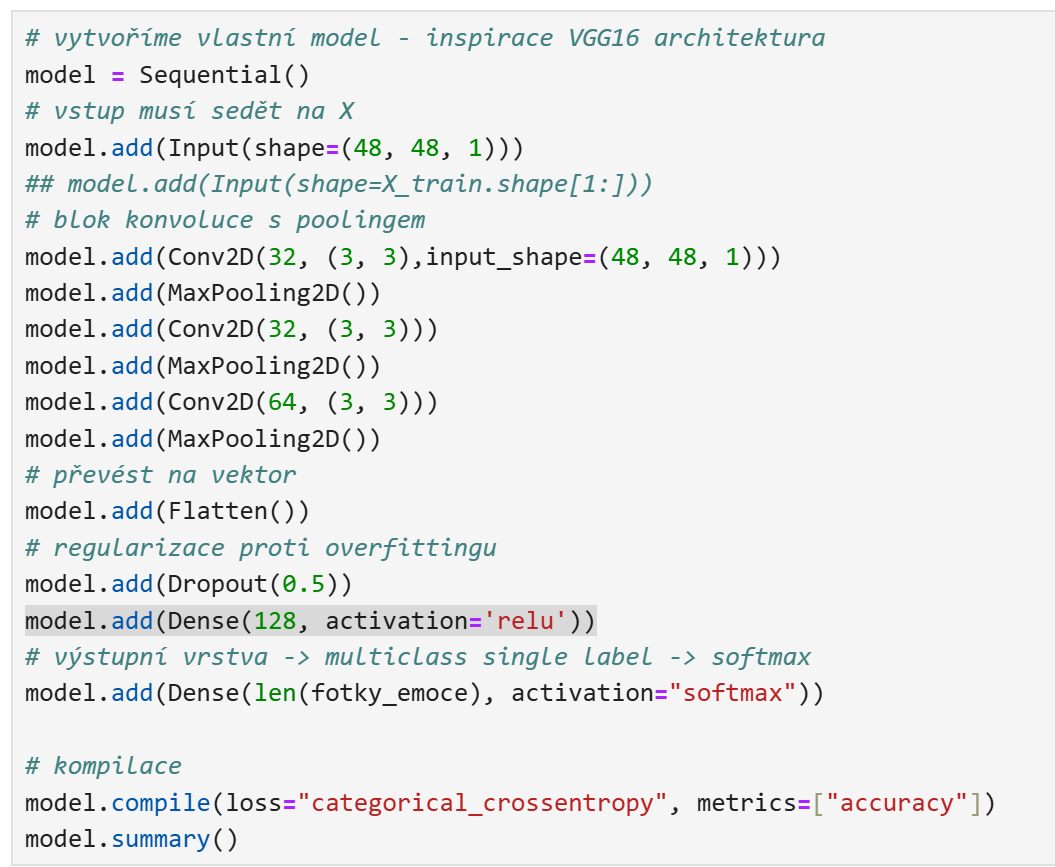 # vytvoříme vlastní model - inspirace VGG16 architektura
model = Sequential()
# vstup musí sedět na X
model.add(Input(shape=(48, 48, 1)))
## model.add(Input(shape=X_train.shape[1:]))
# blok konvoluce s poolingem
model.add(Conv2D(32, (3, 3),input_shape=(48, 48, 1)))
model.add(MaxPooling2D())
model.add(Conv2D(32, (3, 3)))
model.add(MaxPooling2D())
model.add(Conv2D(64, (3, 3)))
model.add(MaxPooling2D())
# převést na vektor
model.add(Flatten())
# regularizace proti overfittingu
model.add(Dropout(0.5))
model.add(Dense(128, activation='relu'))
# výstupní vrstva -> multiclass single label -> softmax
model.add(Dense(len(fotky_emoce), activation="softmax"))

# kompilace
model.compile(loss="categorical_crossentropy", metrics=["accuracy"])
model.summary()